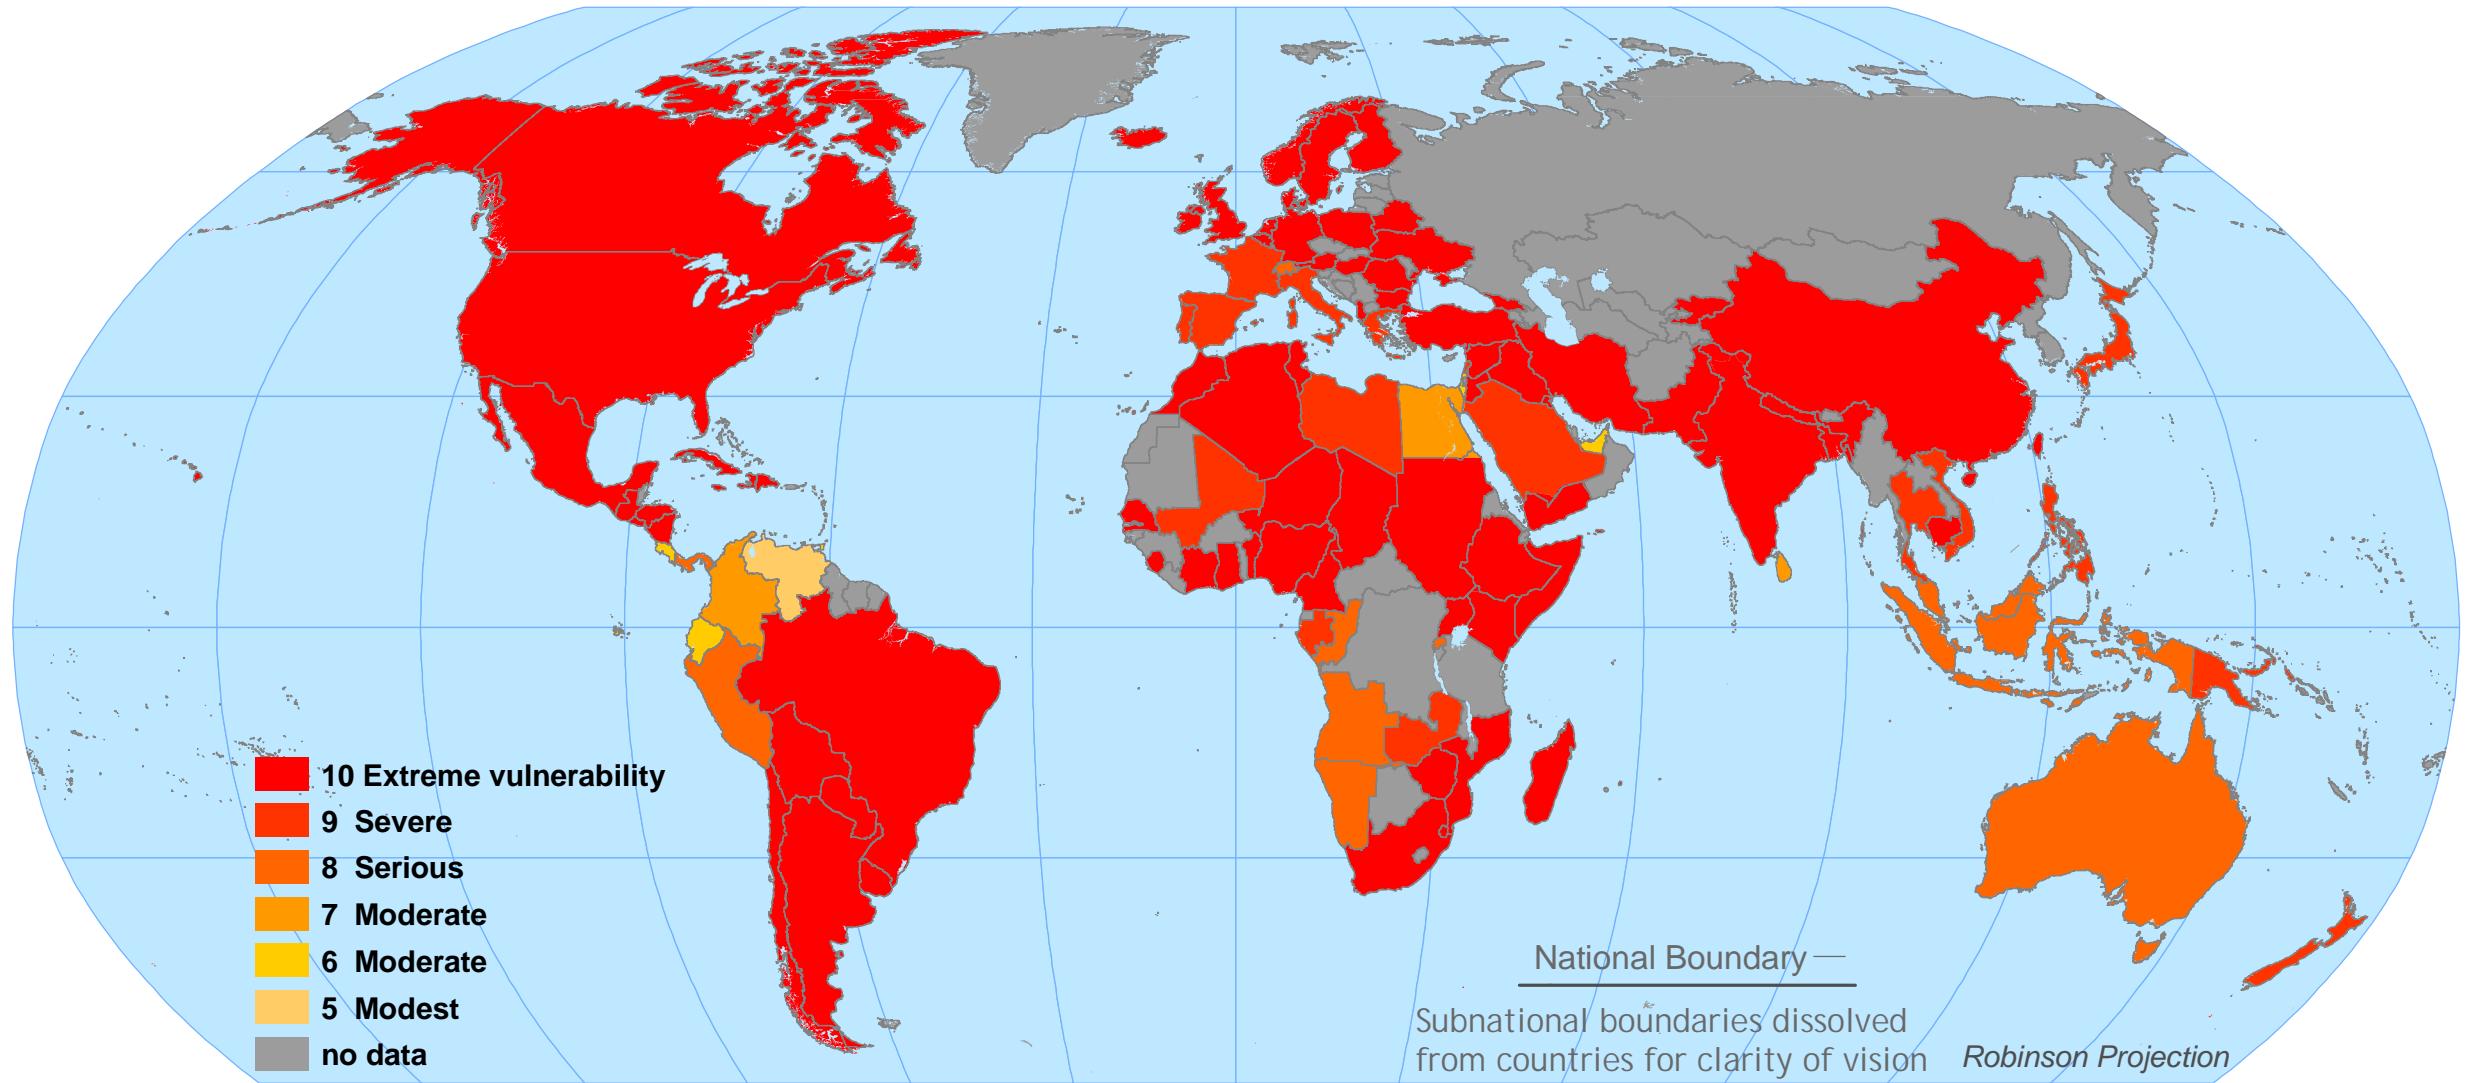 10 Extreme vulnerability
9 Severe
8 Serious
7 Moderate
6 Moderate
5 Modest
no data
National Boundary
Subnational boundaries dissolved
from countries for clarity of vision
Robinson Projection